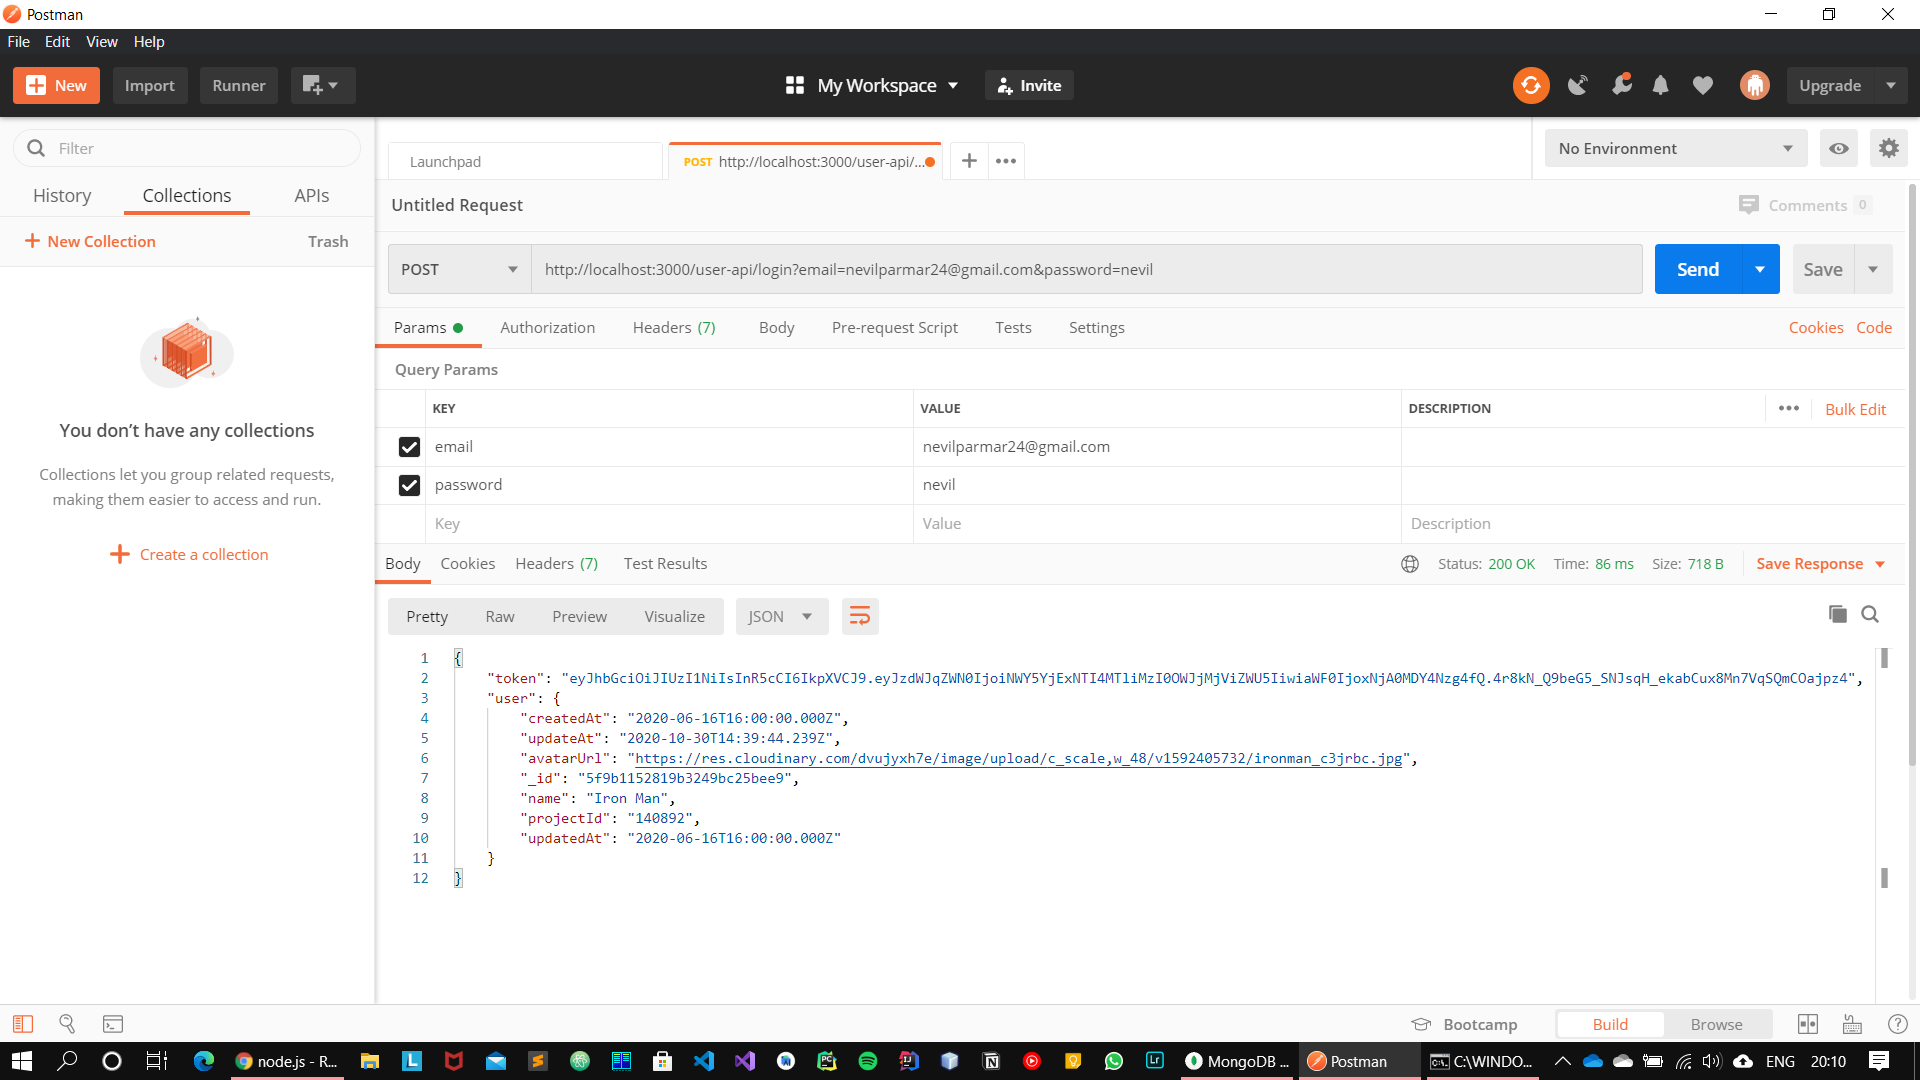 Postman
File Edit View Help
New Import Runner My Workspace Invite Upgrade
Filter
History Collections APIs
New Collection Trash
You don't have any collections
Collections let you group related requests,
making them easier to access and run.
Create a collection
Launchpad POST http://localhost:3000/user-api/... No Environment
Untitled Request Comments 0
POST http://localhost:3000/user-api/login?email=nevilparmar24@gmail.com&password=nevil Send Save
Params Authorization Headers (7) Body Pre-request Script Tests Settings Cookies Code
Query Params
KEY VALUE DESCRIPTION Bulk Edit
email nevilparmar24@gmail.com
password nevil
Key Value Description
Body Cookies Headers (7) Test Results Status: 200 OK Time: 86 ms Size: 718 B Save Response
Pretty Raw Preview Visualize JSON
1 {
2 "token": "eyJhbGciOiJIUzI1NiIsInR5cCI6IkpXVCJ9.eyJzdWJqZWN0IjoiNWY5YjExNTI4MTliMzI0OWJjMjViZWU5IiwiaWF0IjoxNjA0MDY4Nzg4fQ.4r8kN_Q9beG5_SNJsqH_ekabCux8Mn7VqSQmCOajpz4",
3 "user": {
4 "createdAt": "2020-06-16T16:00:00.000Z",
5 "updateAt": "2020-10-30T14:39:44.239Z",
6 "avatarUrl": "https://res.cloudinary.com/dvujyxh7e/image/upload/c_scale,w_48/v1592405732/ironman_c3jrbc.jpg",
7 "_id": "5f9b1152819b3249bc25bee9",
8 "name": "Iron Man",
9 "projectId": "140892",
10 "updatedAt": "2020-06-16T16:00:00.000Z"
11 }
12 }
Bootcamp Build Browse
node.js - R... MongoDB ... Postman C:\WINDO... ENG 20:10